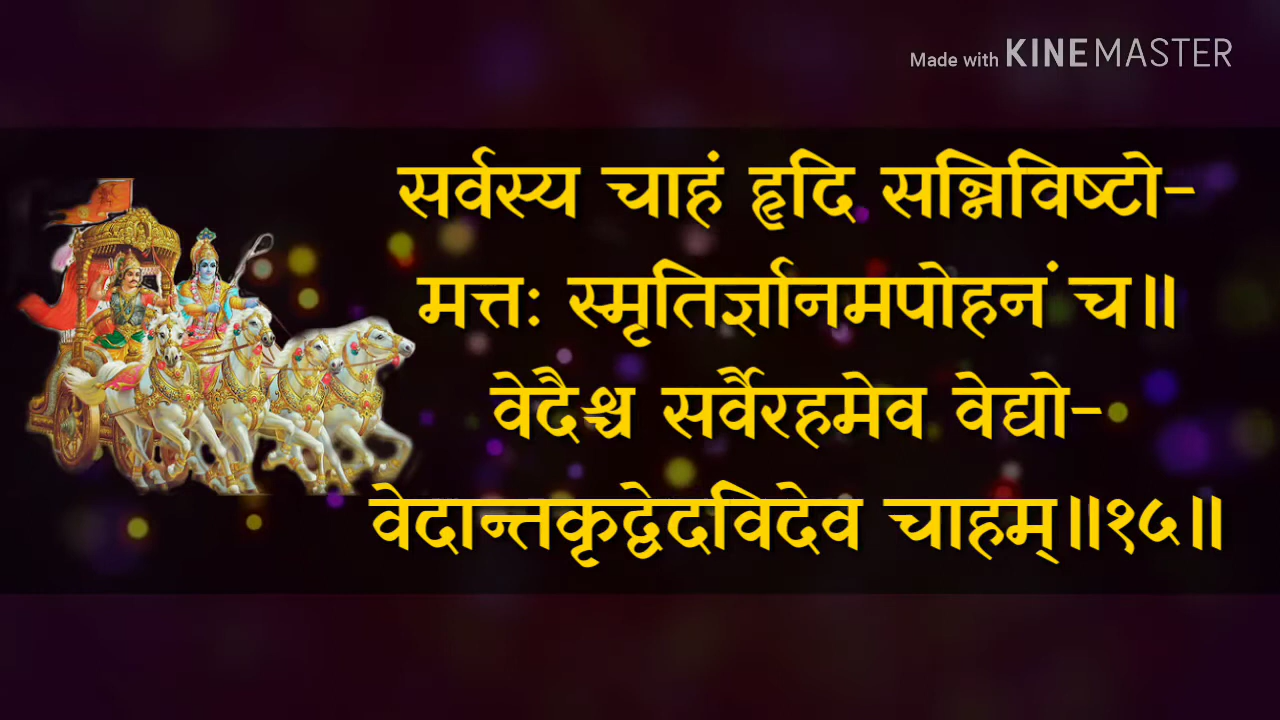 Made with KINEMASTER
सर्वस्य चाहं हृदि सन्निविष्टो-
मत्तः स्मृतिर्ज्ञानमपोहनं च॥
वेदैश्च सर्वैरहमेव वेद्यो-
वेदान्तकृद्वेदविदेव चाहम्॥१५॥